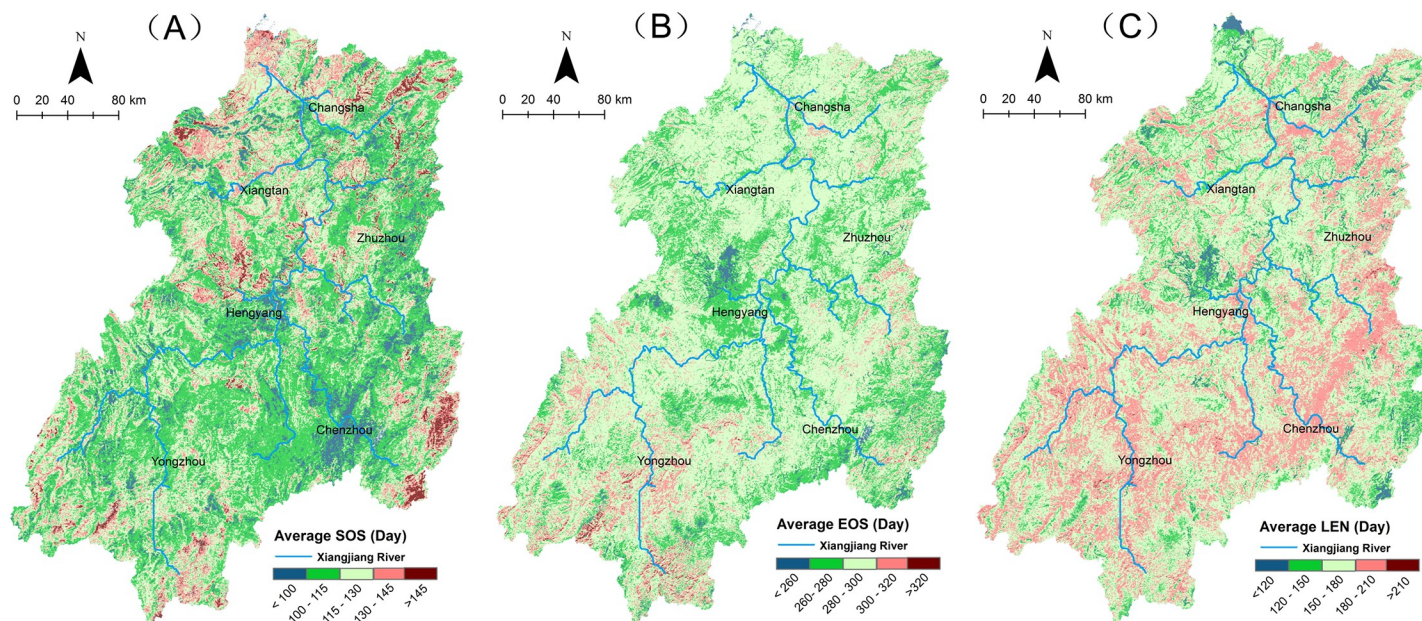 (A)
N
0 20 40 80 km
Changsha
Xiangtan
Zhuzhou
Hengyang
Chenzhou
Yongzhou
Average SOS (Day)
Xiangjiang River
< 100
100 - 115
115 - 130
130 - 145
>145
(B)
N
0 20 40 80 km
Changsha
Xiangtan
Zhuzhou
Hengyang
Chenzhou
Yongzhou
Average EOS (Day)
Xiangjiang River
< 260
260-280
280 - 300
300 - 320
>320
(C)
N
0 20 40 80 km
Changsha
Xiangtan
Zhuzhou
Hengyang
Chenzhou
Yongzhou
Average LEN (Day)
Xiangjiang River
<120
120 - 150
150 - 180
180 - 210
>210